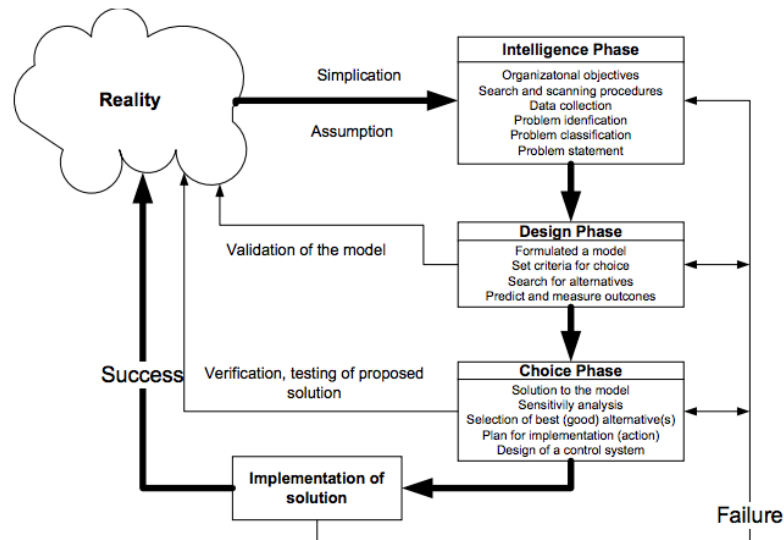 Intelligence Phase
Organizatonal objectives
Search and scanning procedures
Data collection
Problem idenfication
Problem classification
Problem statement
Reality
Simplication
Assumption
Design Phase
Formulated a model
Set criteria for choice
Search for alternatives
Predict and measure outcomes
Validation of the model
Choice Phase
Solution to the model
Sensitivily analysis
Selection of best (good) alternative(s)
Plan for implementation (action)
Design of a control system
Success
Verification, testing of proposed
solution
Implementation of
solution
Failure